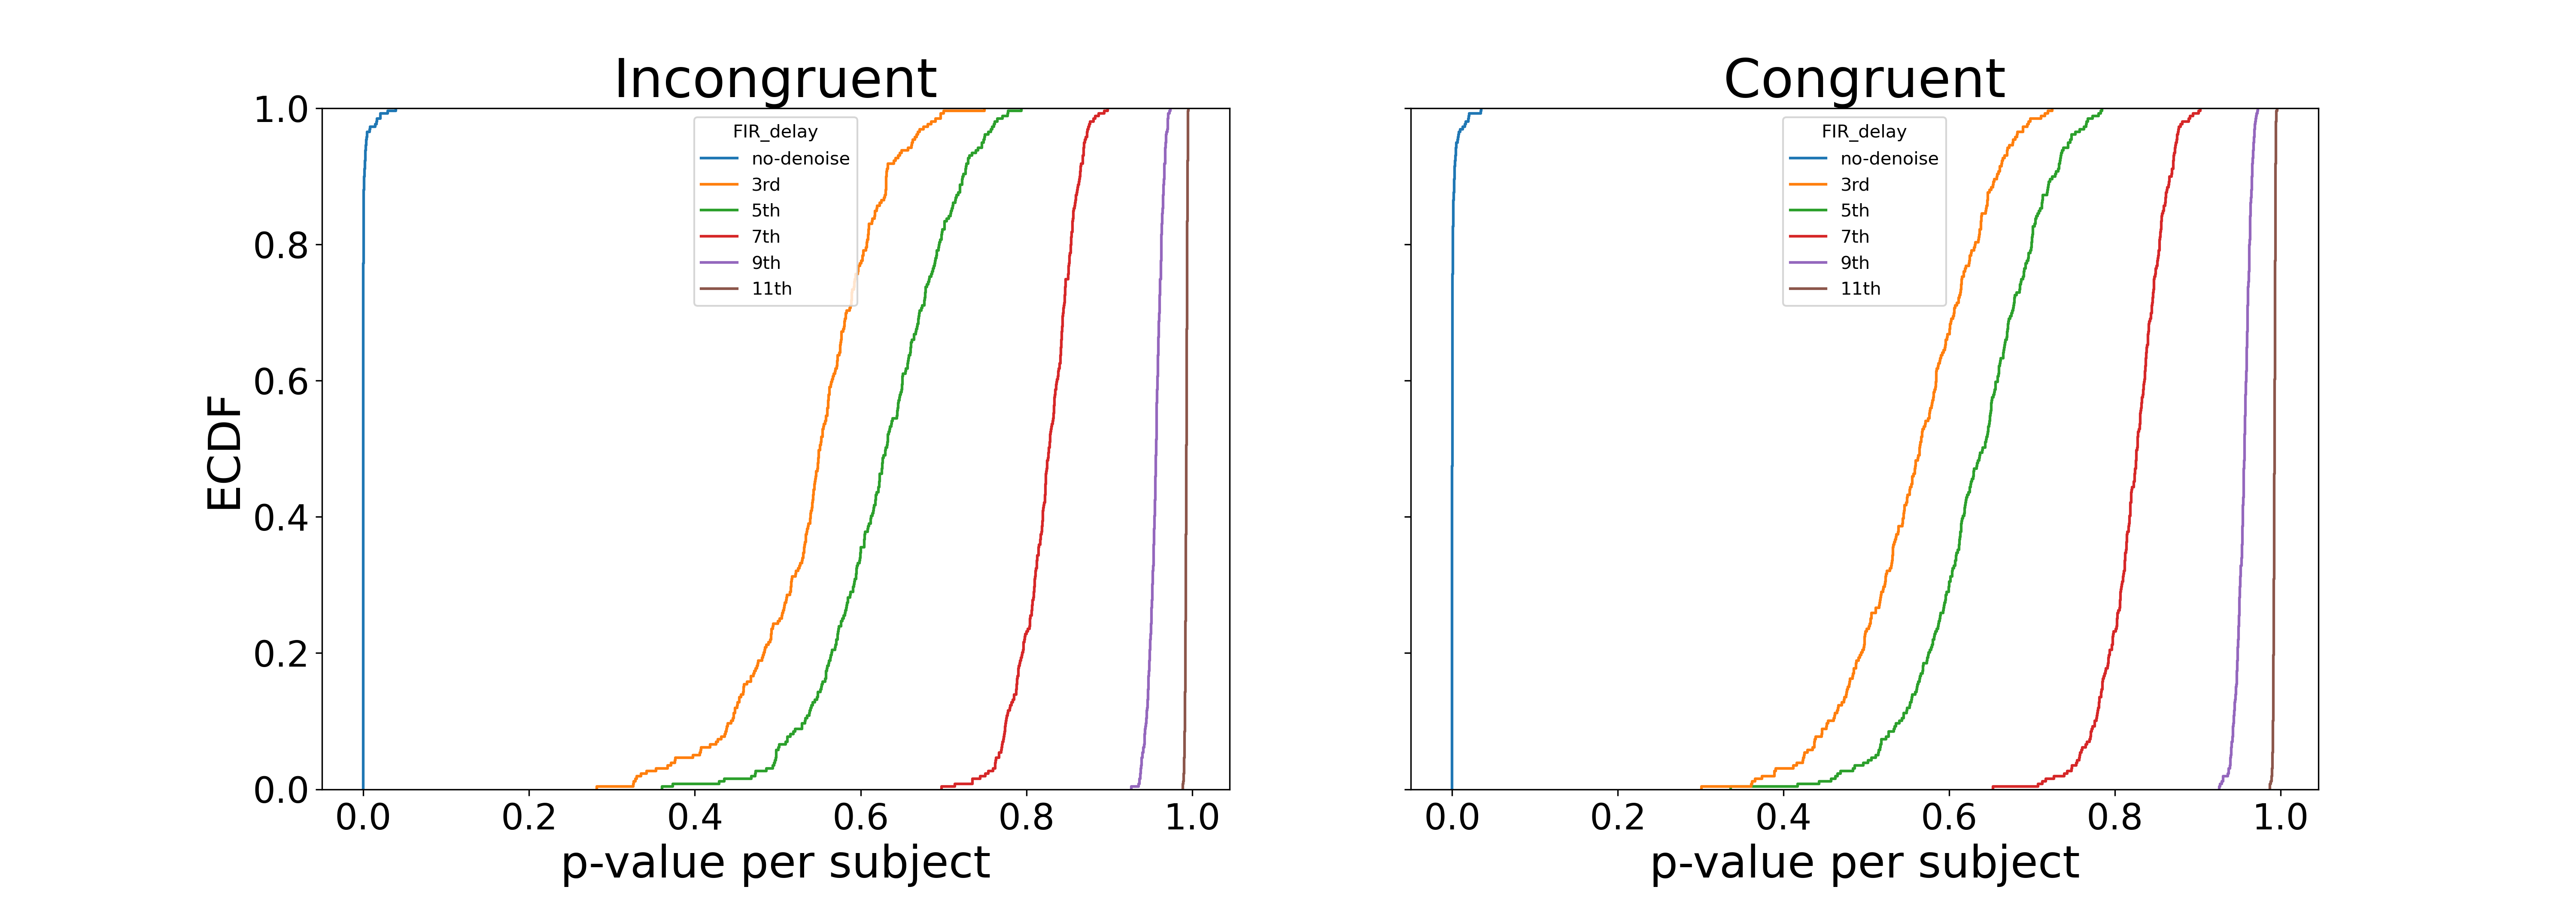 Incongruent
1.0
0.8
0.6
0.4
0.2
0.0
ECDF
FIR_delay
no-denoise
3rd
5th
7th
9th
11th
0.0 0.2 0.4 0.6 0.8 1.0
p-value per subject
Congruent
FIR_delay
no-denoise
3rd
5th
7th
9th
11th
0.0 0.2 0.4 0.6 0.8 1.0
p-value per subject